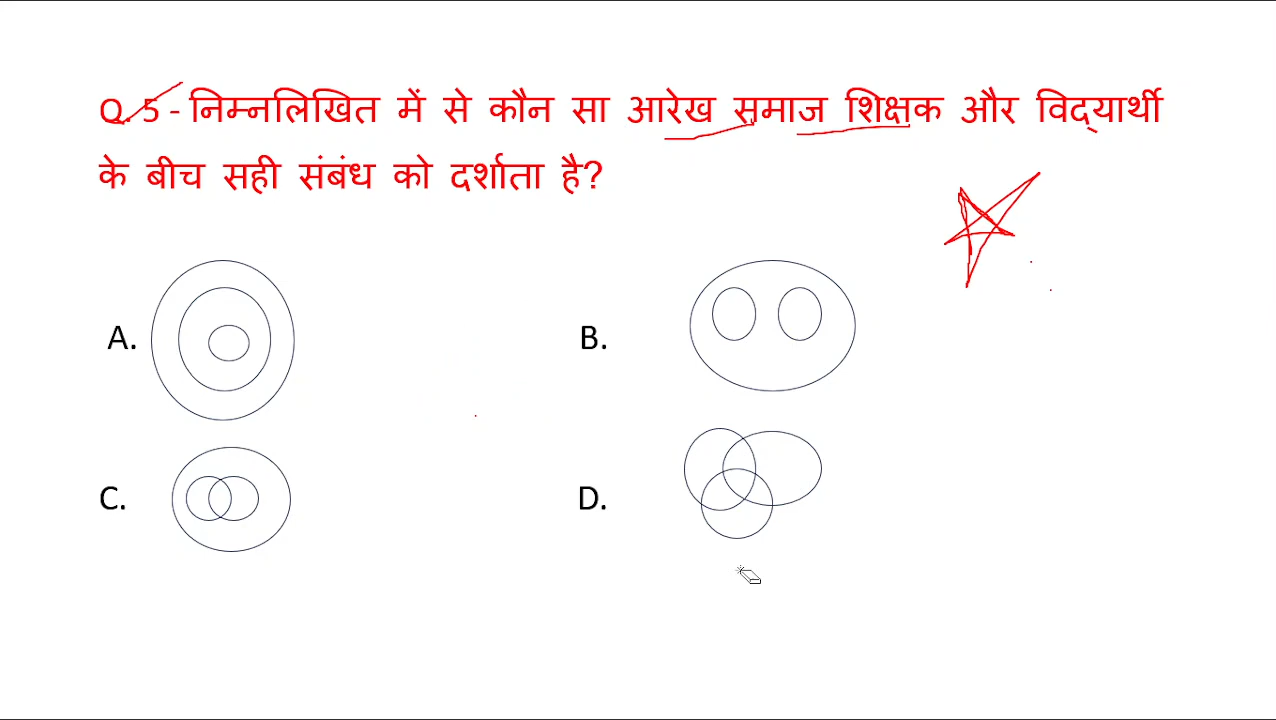 Q. 5 - निम्नलिखित में से कौन सा आरेख समाज शिक्षक और विद्यार्थी
के बीच सही संबंध को दर्शाता है?
A.
B.
C.
D.